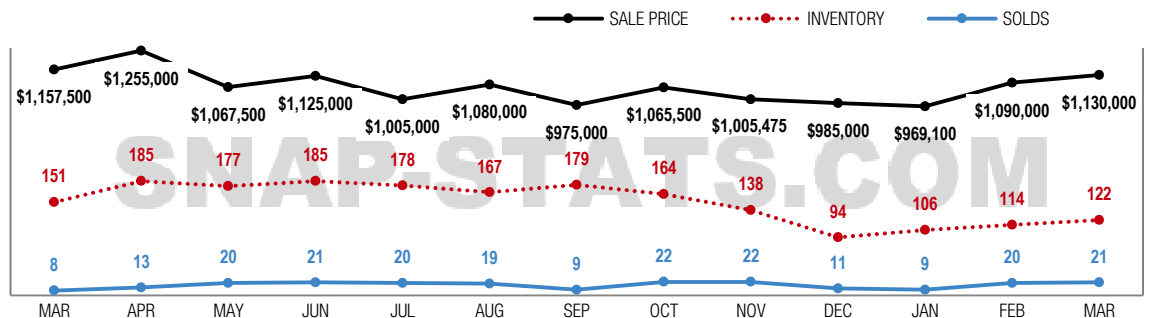 SALE PRICE INVENTORY SOLDS
$1,157,500 $1,255,000 $1,067,500 $1,125,000 $1,005,000 $1,080,000 $975,000 $1,065,500 $1,005,475 $985,000 $969,100 $1,090,000 $1,130,000
SNAP-STATS.COM
151 185 177 185 178 167 179 164 138 94 106 114 122
8 13 20 21 20 19 9 22 22 11 9 20 21
MAR APR MAY JUN JUL AUG SEP OCT NOV DEC JAN FEB MAR